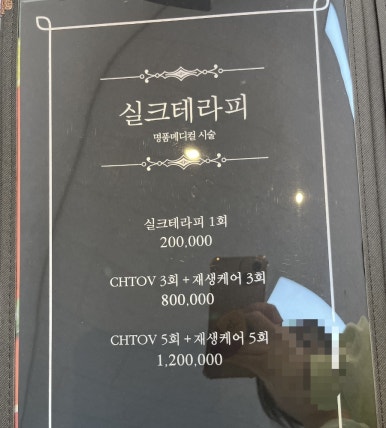 실크테라피
명품메디컬 시술
실크테라피 1회
200,000
CHTOV 3회 + 재생케어 3회
800,000
CHTOV 5회 + 재생케어 5회
1,200,000